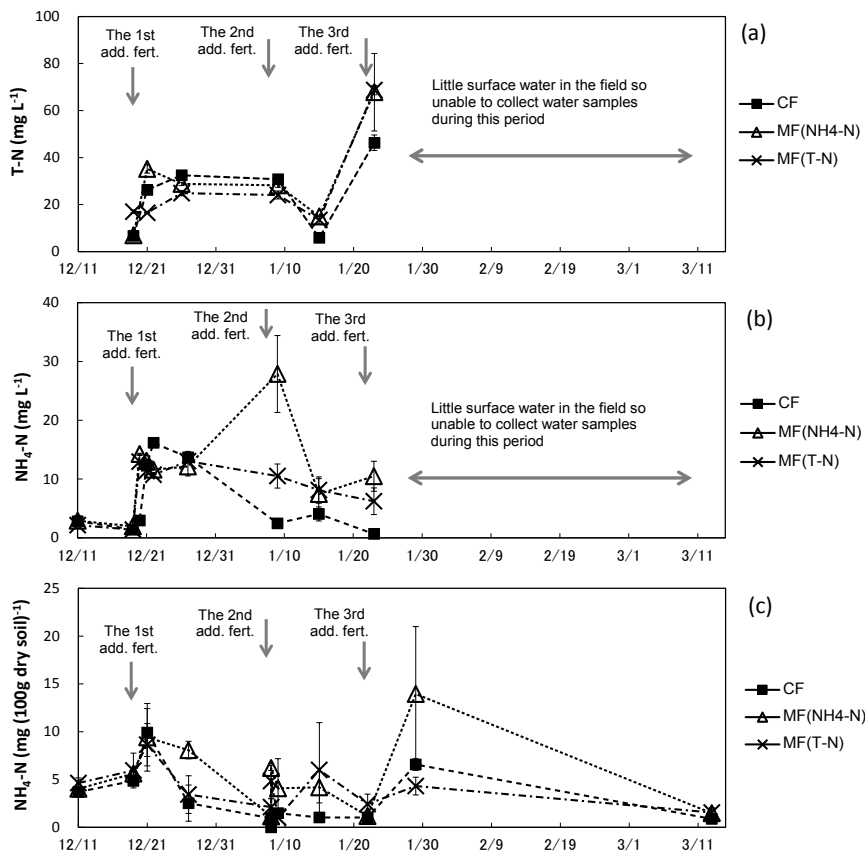 The 1st
add. fert.
The 2nd
add. fert.
The 3rd
add. fert.
(a)
Little surface water in the field so
unable to collect water samples
during this period
T-N (mg L-1)
100
80
60
40
20
0
12/11 12/21 12/31 1/10 1/20 1/30 2/9 2/19 3/1 3/11
CF
MF(NH4-N)
MF(T-N)
The 1st
add. fert.
The 2nd
add. fert.
The 3rd
add. fert.
(b)
Little surface water in the field so
unable to collect water samples
during this period
NH4-N (mg L-1)
40
30
20
10
0
12/11 12/21 12/31 1/10 1/20 1/30 2/9 2/19 3/1 3/11
CF
MF(NH4-N)
MF(T-N)
The 1st
add. fert.
The 2nd
add. fert.
The 3rd
add. fert.
(c)
NH4-N (mg (100g dry soil)-1)
25
20
15
10
5
0
12/11 12/21 12/31 1/10 1/20 1/30 2/9 2/19 3/1 3/11
CF
MF(NH4-N)
MF(T-N)